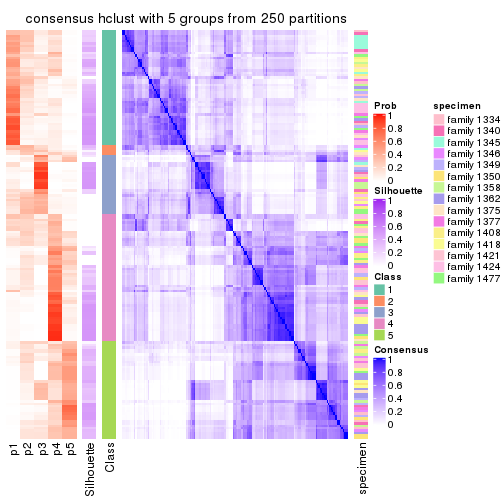 consensus hclust with 5 groups from 250 partitions
p1
p2
p3
p4
p5
Silhouette
Class
specimen
Prob
1
0.8
0.6
0.4
0.2
0
Silhouette
1
0.8
0.6
0.4
0.2
0
Class
1
2
3
4
5
Consensus
1
0.8
0.6
0.4
0.2
0
specimen
family 1334
family 1340
family 1345
family 1346
family 1349
family 1350
family 1358
family 1362
family 1375
family 1377
family 1408
family 1418
family 1421
family 1424
family 1477